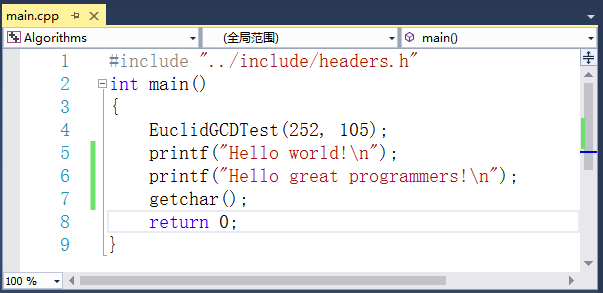 main.cpp
Algorithms (全局范围) main()
1 #include "../include/headers.h"
2 int main()
3 {
4 EuclidGCDTest(252, 105);
5 printf("Hello world!\n");
6 printf("Hello great programmers!\n");
7 getchar();
8 return 0;
9 }
100 %